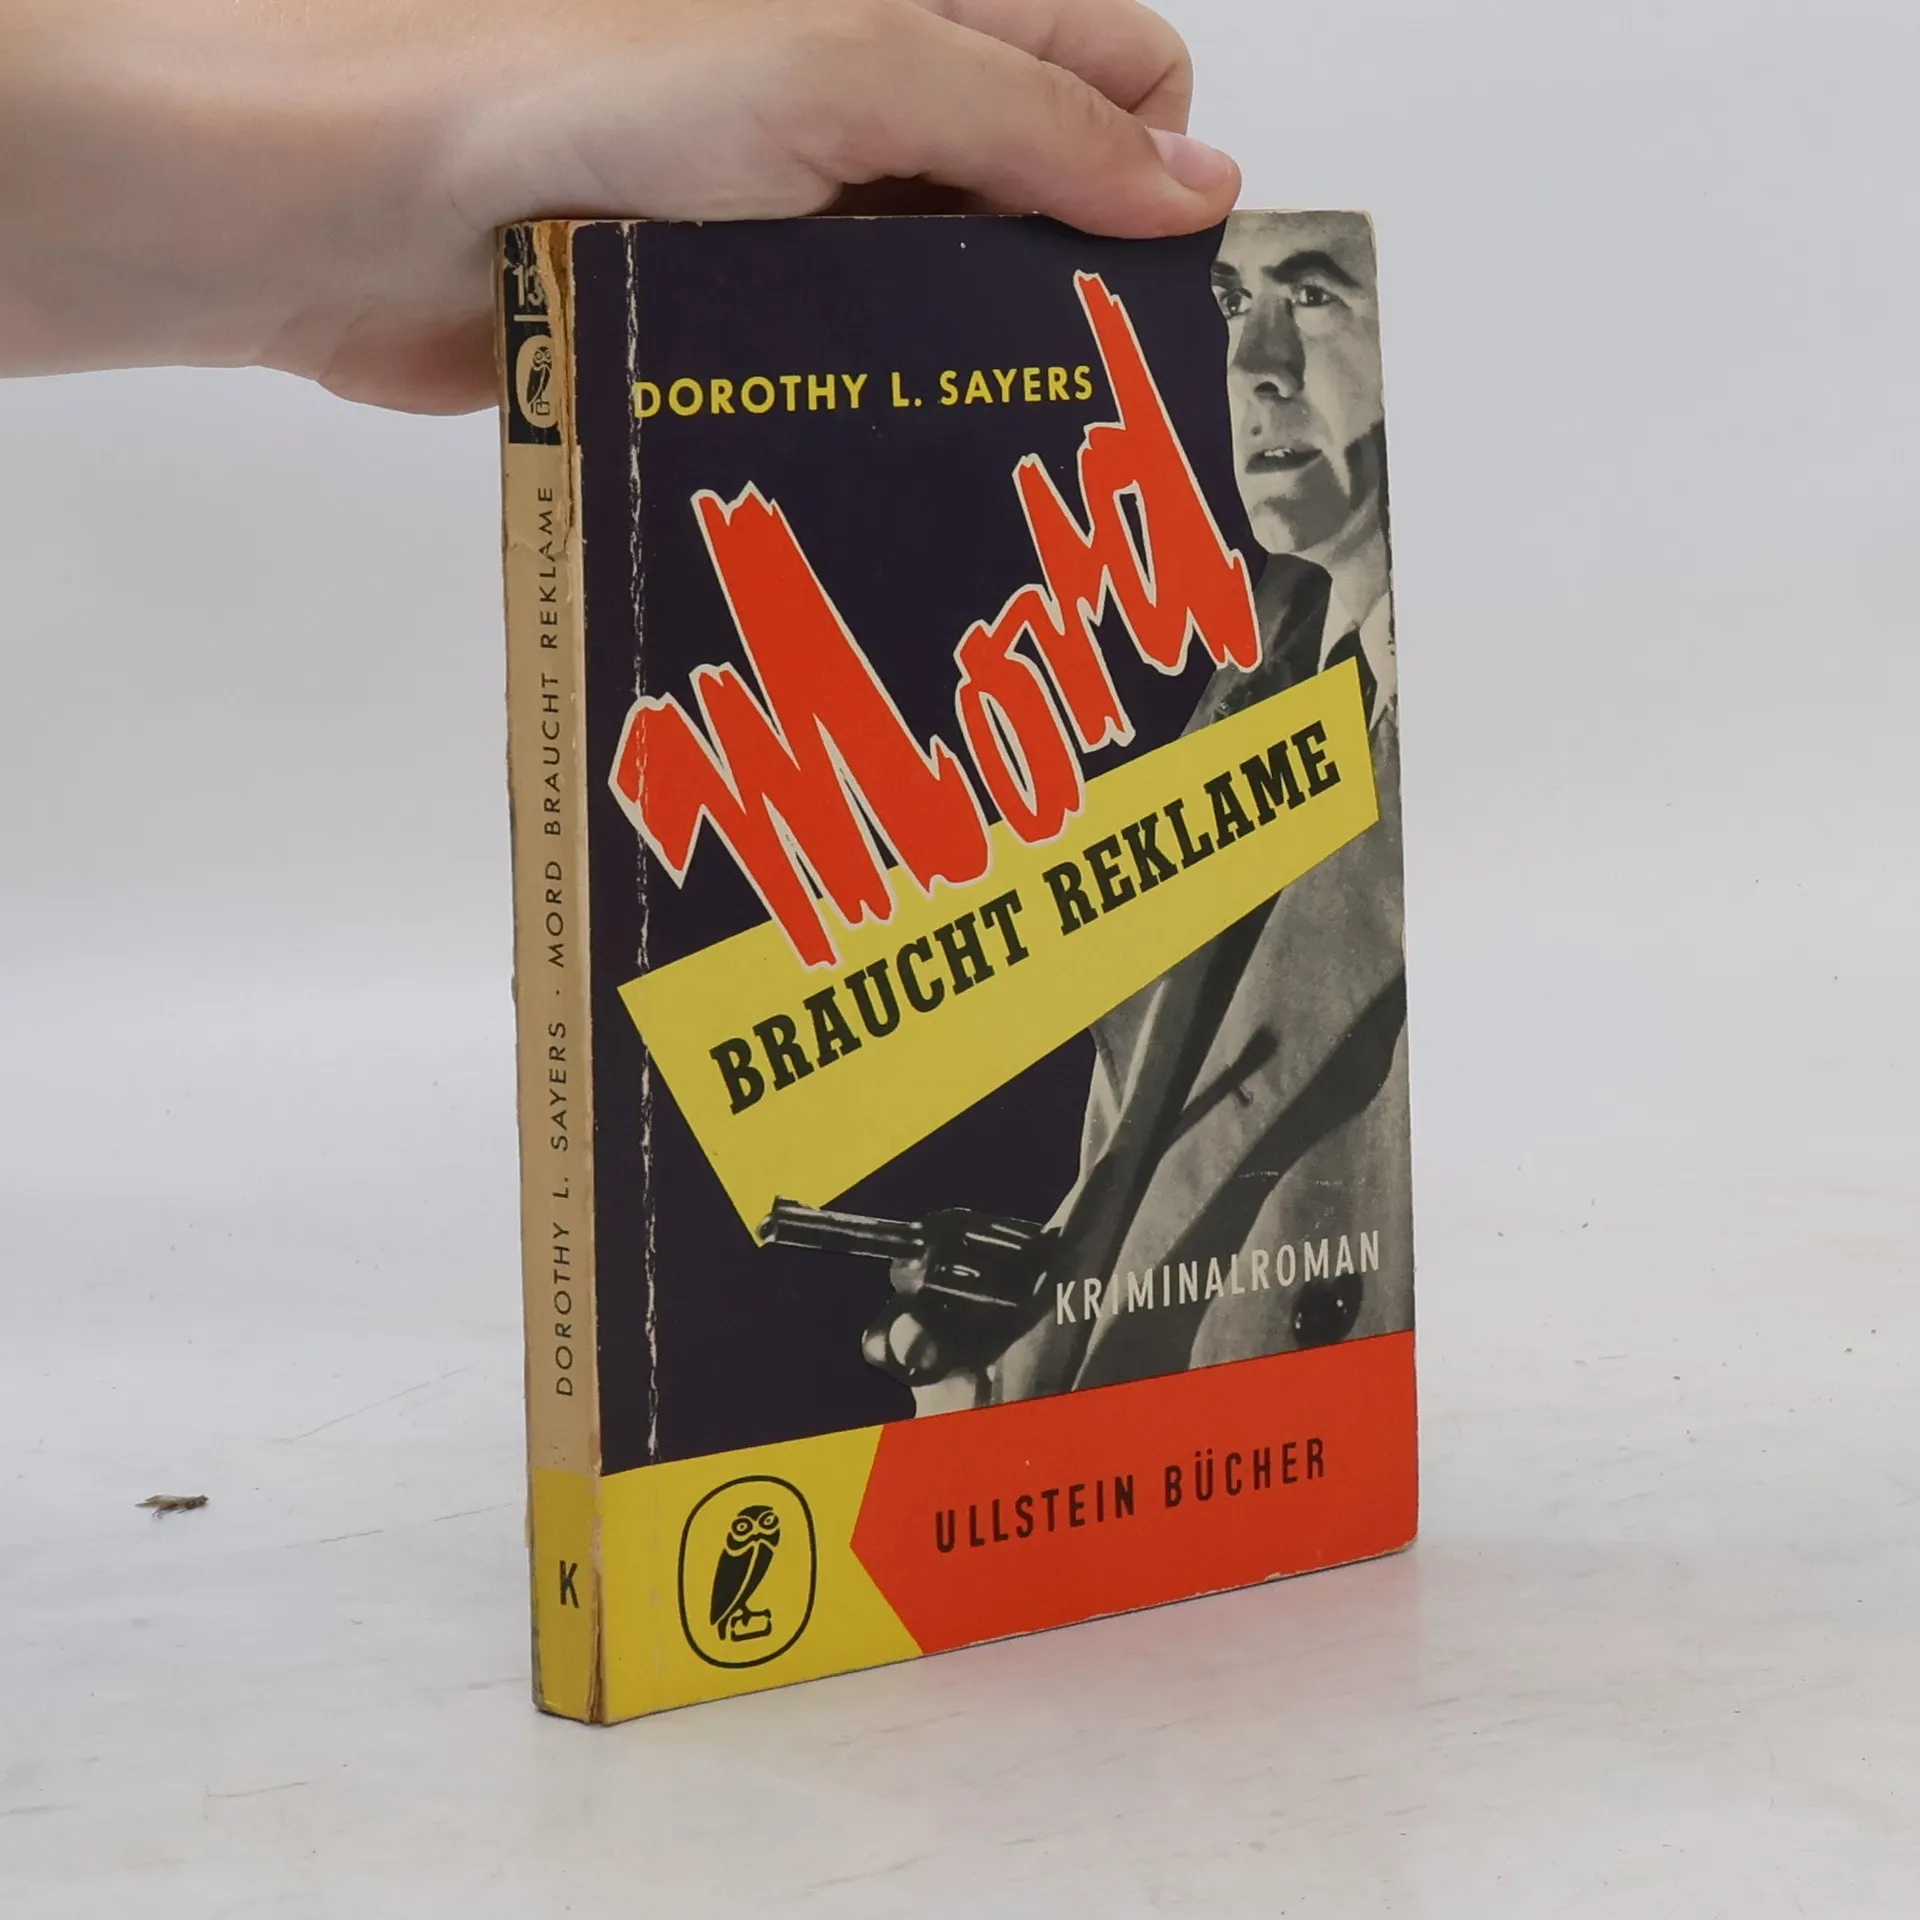 DOROTHY L. SAYERS
Mord
BRAUCHT REKLAME
KRIMINALROMAN
ULLSTEIN BÜCHER
DOROTHY L. SAYERS · MORD BRAUCHT REKLAME
K